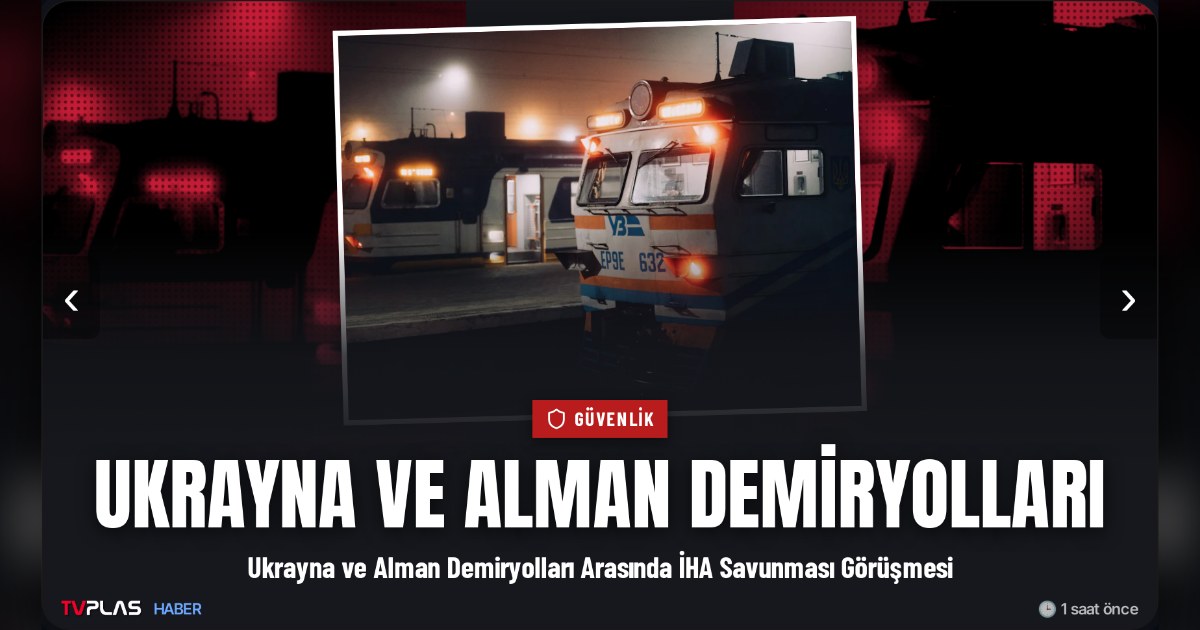 УЗ
ЕР9Е 632
GÜVENLİK
UKRAYNA VE ALMAN DEMİRYOLLARI
Ukrayna ve Alman Demiryolları Arasında İHA Savunması Görüşmesi
TVPLAS HABER
1 saat önce